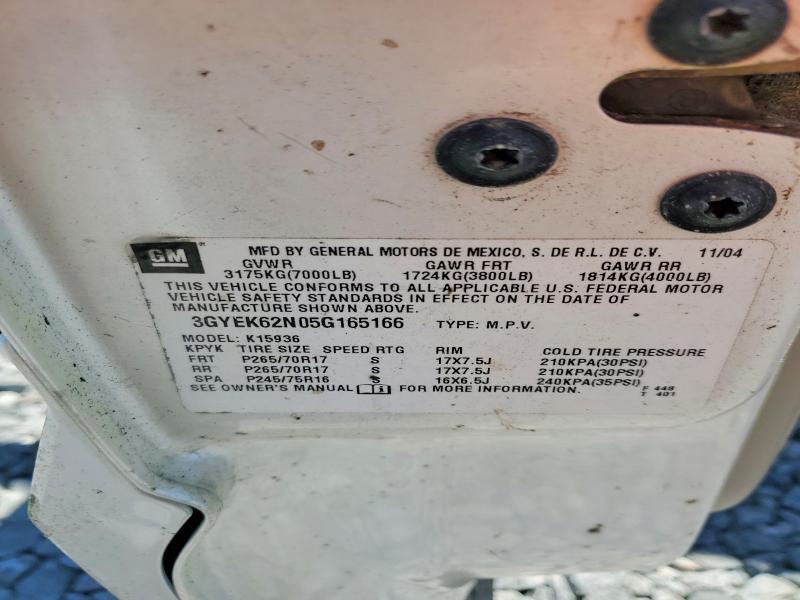 GM MFD BY GENERAL MOTORS DE MEXICO, S. DE R.L. DE C.V. 11/04
GVWR GAWR FRT GAWR RR
3175KG(7000LB) 1724KG(3800LB) 1814KG(4000LB)
THIS VEHICLE CONFORMS TO ALL APPLICABLE U.S. FEDERAL MOTOR
VEHICLE SAFETY STANDARDS IN EFFECT ON THE DATE OF
MANUFACTURE SHOWN ABOVE.
3GYEK62N05G165166 TYPE: M.P.V.
MODEL: K15936
KPYK TIRE SIZE SPEED RTG RIM COLD TIRE PRESSURE
FRT P265/70R17 S 17X7.5J 210KPA(30PSI)
RR P265/70R17 S 17X7.5J 210KPA(30PSI)
SPA P245/75R16 S 16X6.5J 240KPA(35PSI)
SEE OWNER'S MANUAL FOR MORE INFORMATION. F 448
T 401